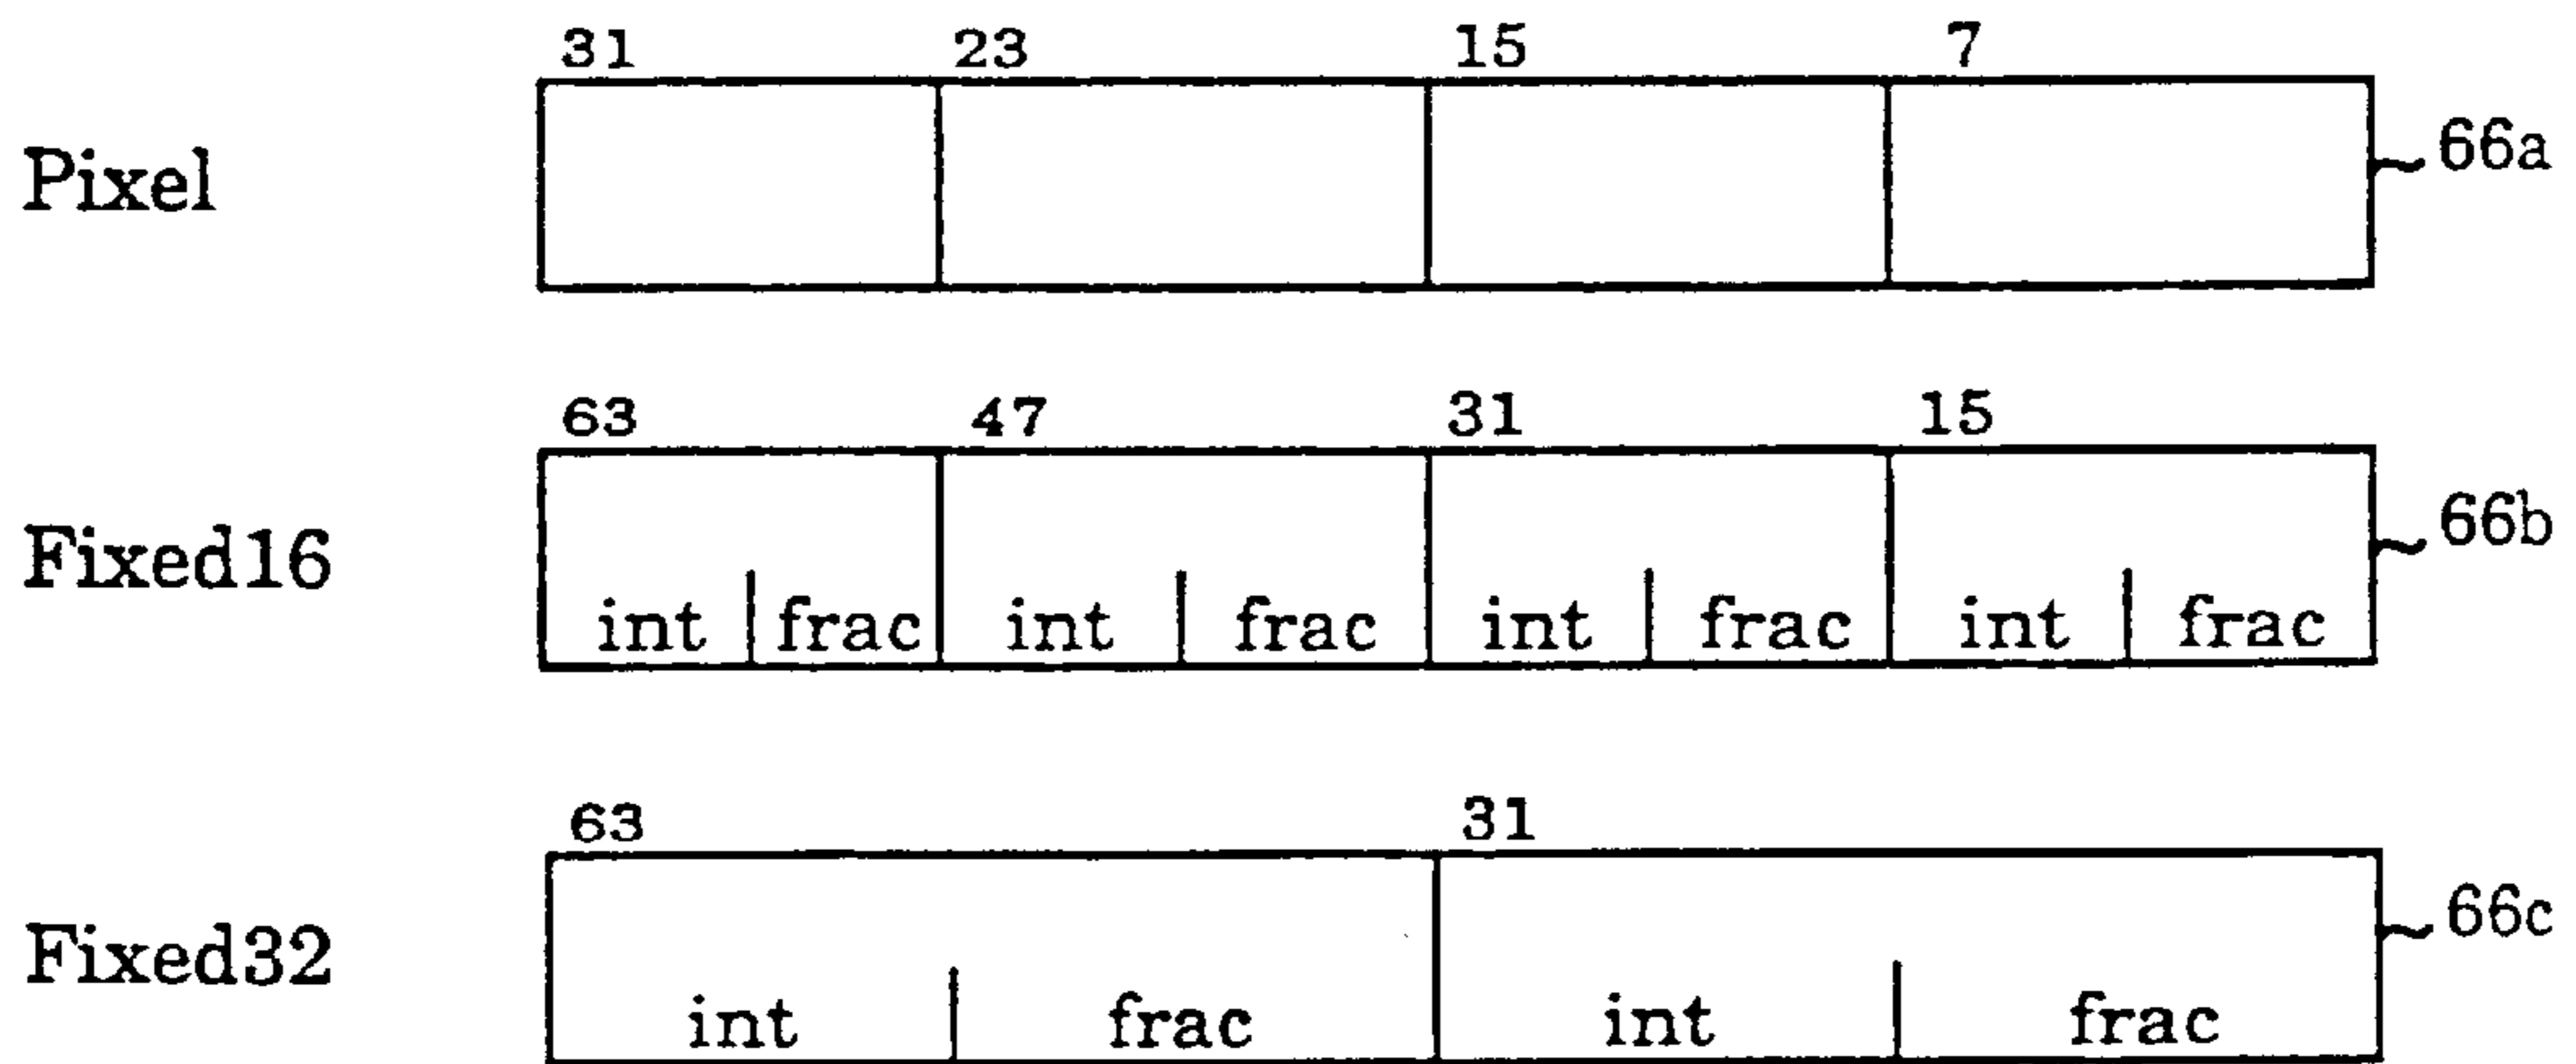 31 23 15 7
Pixel 66a
63 47 31 15
Fixed16 66b
int frac int frac int frac int frac
63 31
Fixed32 66c
int frac int frac